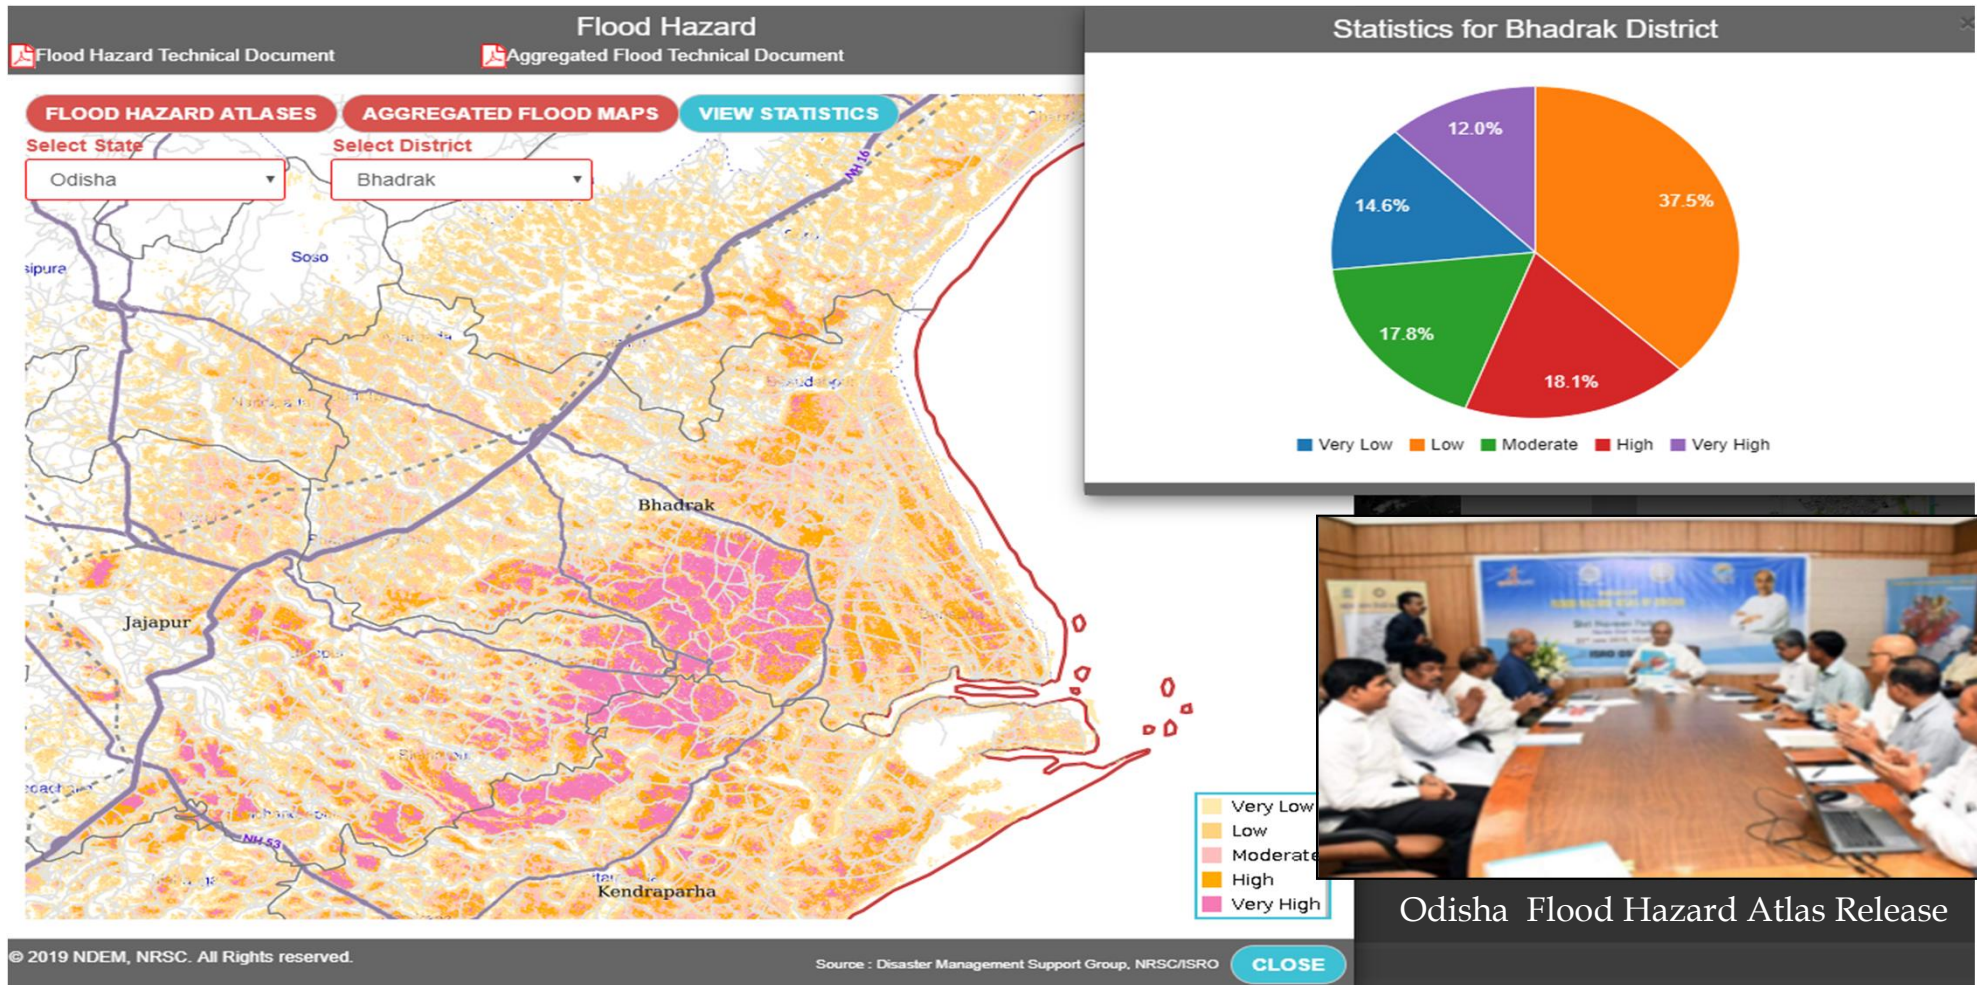 Flood Hazard
Flood Hazard Technical Document
Aggregated Flood Technical Document
FLOOD HAZARD ATLASES
AGGREGATED FLOOD MAPS
VIEW STATISTICS
Select State
Select District
Odisha
Bhadrak
NH 16
Soso
sipura
Bhadrak
Jajapur
NH 53
Kendraparha
Very Low
Low
Moderate
High
Very High
© 2019 NDEM, NRSC. All Rights reserved.
Source : Disaster Management Support Group, NRSC/ISRO
CLOSE
Statistics for Bhadrak District
12.0%
37.5%
14.6%
17.8%
18.1%
Very Low
Low
Moderate
High
Very High
Odisha Flood Hazard Atlas Release